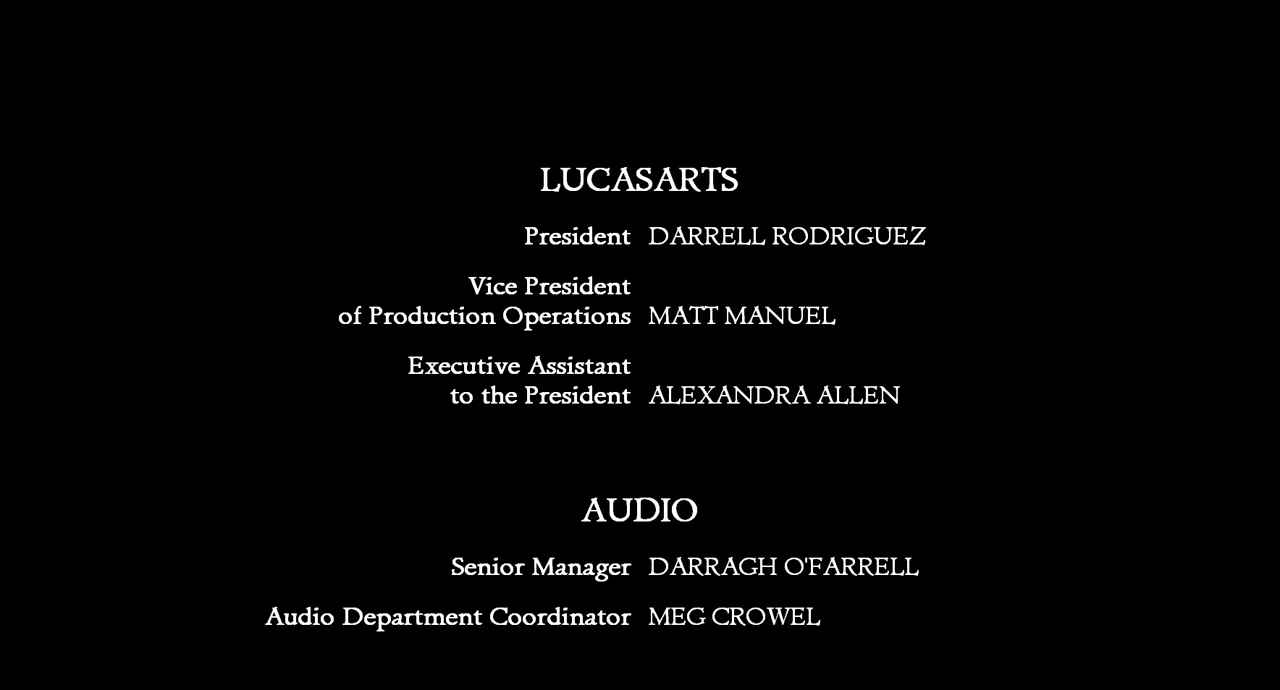 LUCASARTS
President DARRELL RODRIGUEZ
Vice President
of Production Operations MATT MANUEL
Executive Assistant
to the President ALEXANDRA ALLEN
AUDIO
Senior Manager DARRAGH O'FARRELL
Audio Department Coordinator MEG CROWEL